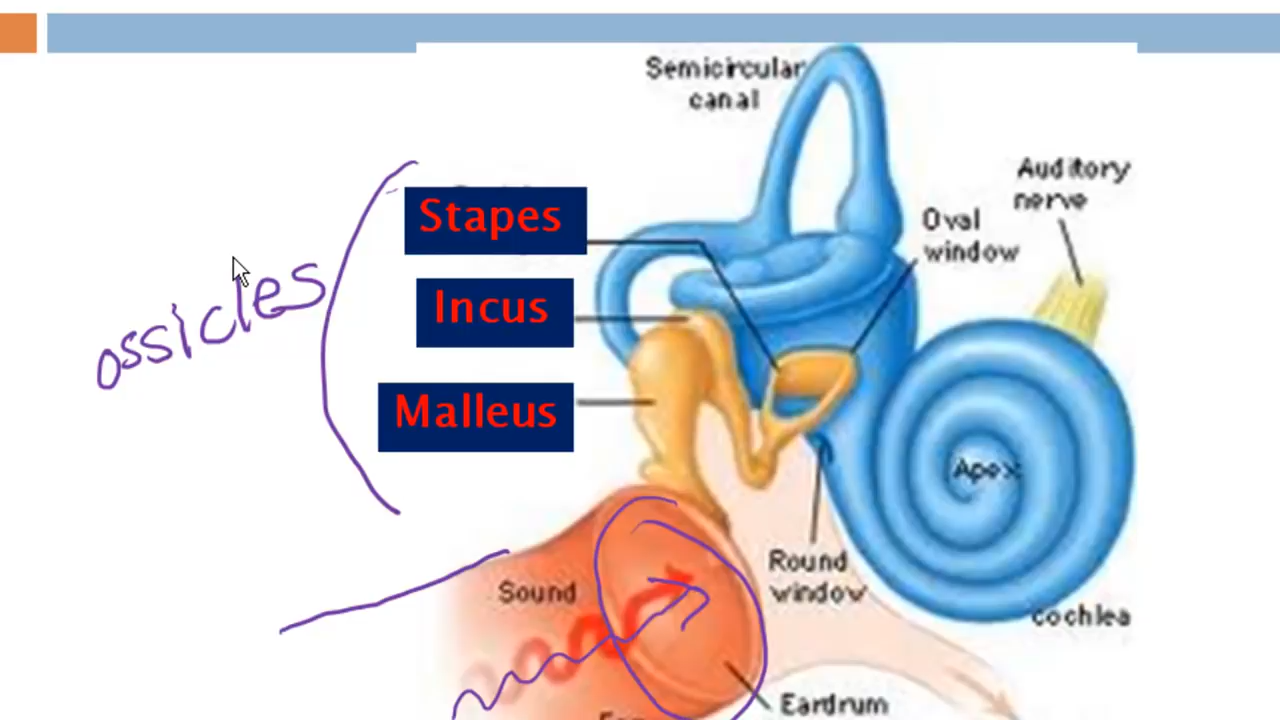 Semicircular
canal
Auditory
nerve
Stapes
Oval
window
ossicles
Incus
Malleus
Apex
Round
window
Sound
cochlea
Eardrum